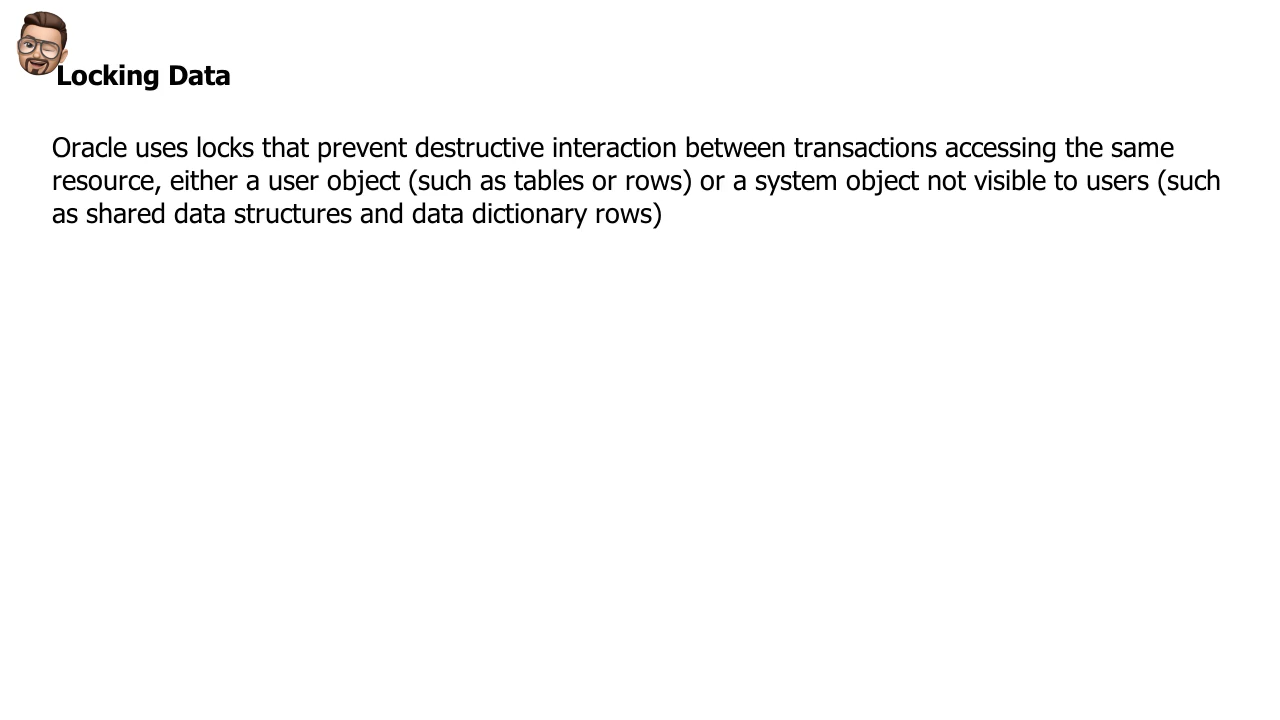 Locking Data
Oracle uses locks that prevent destructive interaction between transactions accessing the same
resource, either a user object (such as tables or rows) or a system object not visible to users (such
as shared data structures and data dictionary rows)